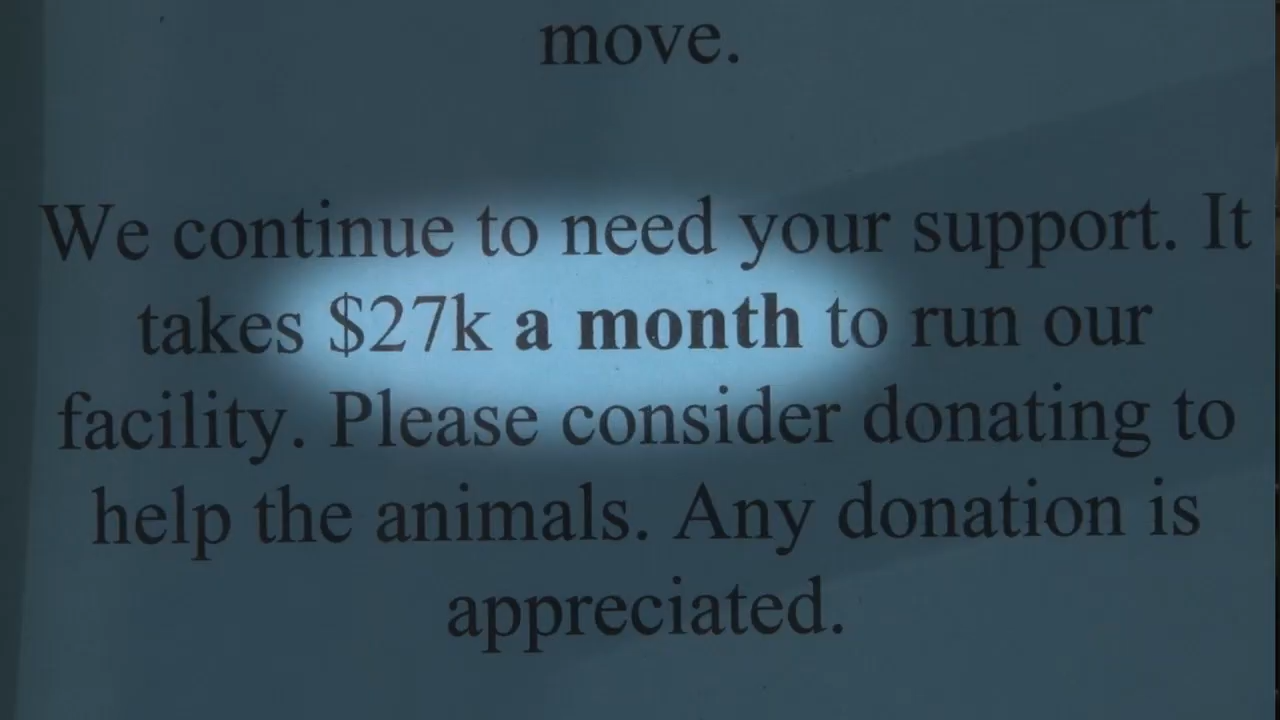 move.
We continue to need your support. It
takes $27k a month to run our
facility. Please consider donating to
help the animals. Any donation is
appreciated.